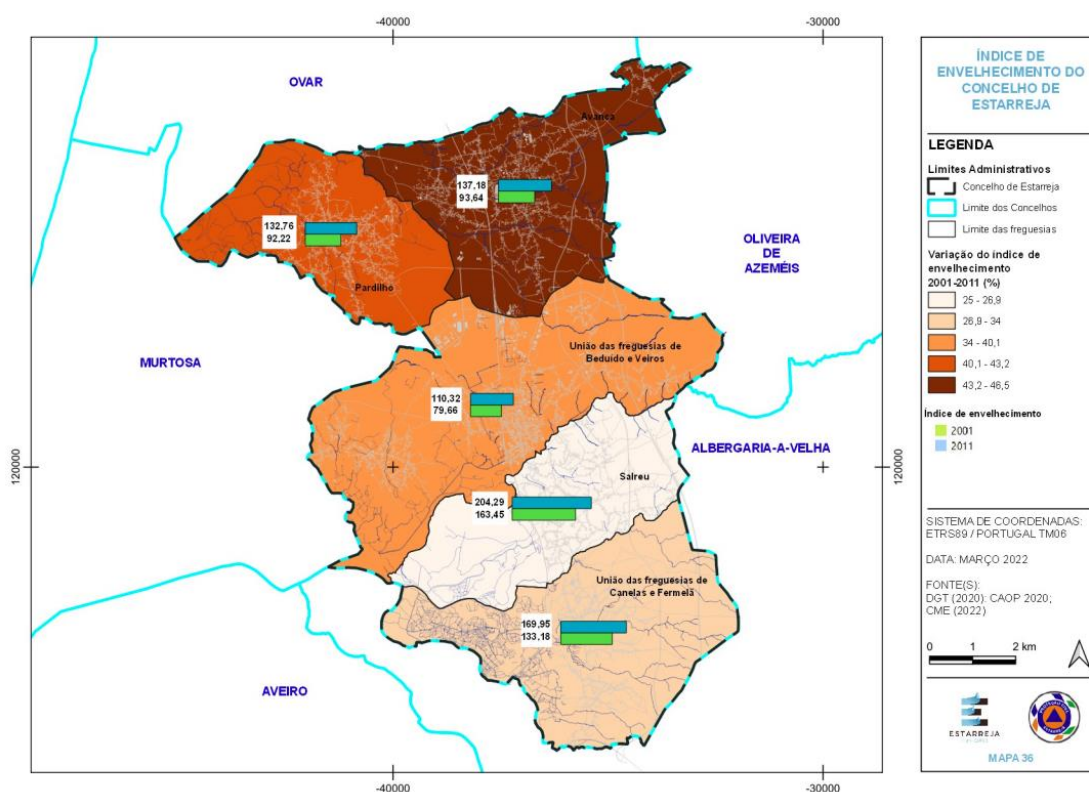 -40000
-30000
OVAR
Avanca
137,18
93,64
132,76
92,22
Pardilho
OLIVEIRA
DE
AZEMÉIS
MURTOSA
União das freguesias de
Beduído e Veiros
110,32
79,66
ALBERGARIA-A-VELHA
120000
120000
Salreu
204,29
163,45
União das freguesias de
Canelas e Fermelã
169,95
133,18
AVEIRO
-40000
-30000
ÍNDICE DE
ENVELHECIMENTO DO
CONCELHO DE
ESTARREJA
LEGENDA
Limites Administrativos
Concelho de Estarreja
Limite dos Concelhos
Limite das freguesias
Variação do índice de
envelhecimento
2001-2011 (%)
25 - 26,9
26,9 - 34
34 - 40,1
40,1 - 43,2
43,2 - 46,5
Índice de envelhecimento
2001
2011
SISTEMA DE COORDENADAS:
ETRS89 / PORTUGAL TM06
DATA: MARÇO 2022
FONTE(S):
DGT (2020): CAOP 2020;
CME (2022)
0 1 2 km
ESTARREJA
MAPA 36